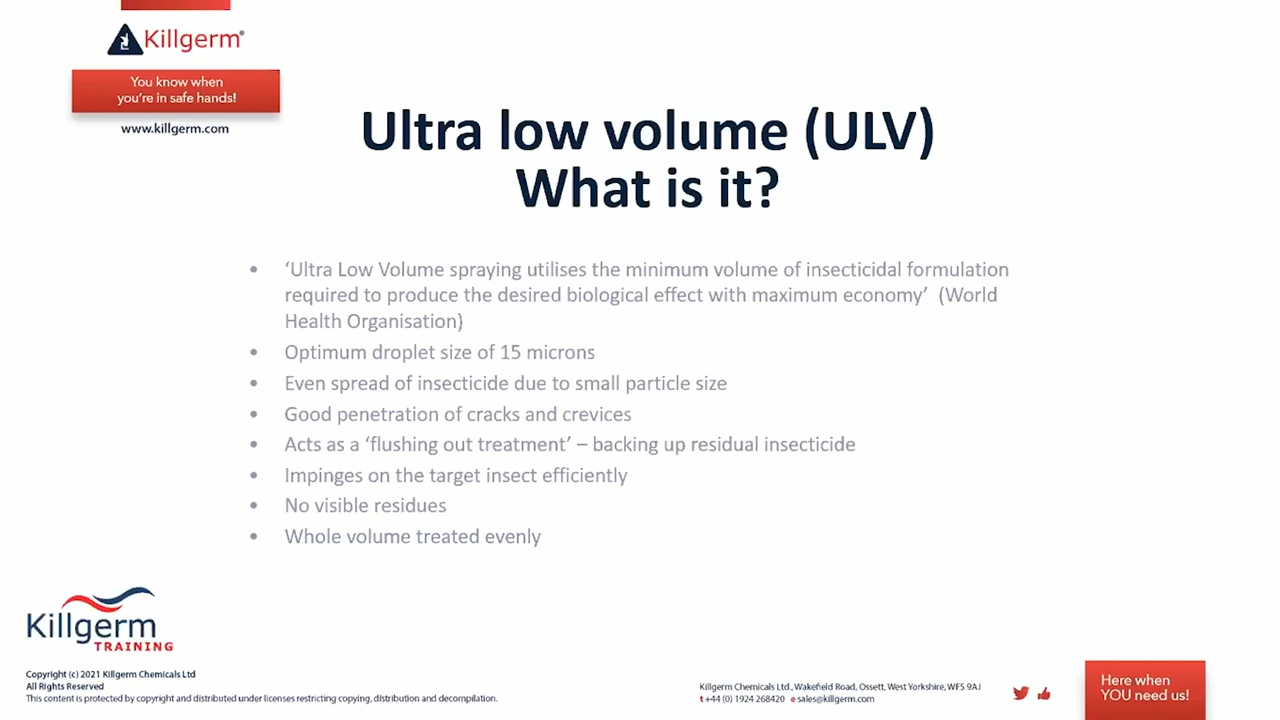 Killgerm®
You know when
you're in safe hands!
www.killgerm.com
Ultra low volume (ULV)
What is it?
• ‘Ultra Low Volume spraying utilises the minimum volume of insecticidal formulation
required to produce the desired biological effect with maximum economy’ (World
Health Organisation)
• Optimum droplet size of 15 microns
• Even spread of insecticide due to small particle size
• Good penetration of cracks and crevices
• Acts as a ‘flushing out treatment’ – backing up residual insecticide
• Impinges on the target insect efficiently
• No visible residues
• Whole volume treated evenly
Killgerm
TRAINING
Copyright (c) 2021 Killgerm Chemicals Ltd
All Rights Reserved
This content is protected by copyright and distributed under licenses restricting copying, distribution and decompilation.
Killgerm Chemicals Ltd., Wakefield Road, Ossett, West Yorkshire, WF5 9AJ
t +44 (0) 1924 268420 e sales@killgerm.com
Here when
YOU need us!